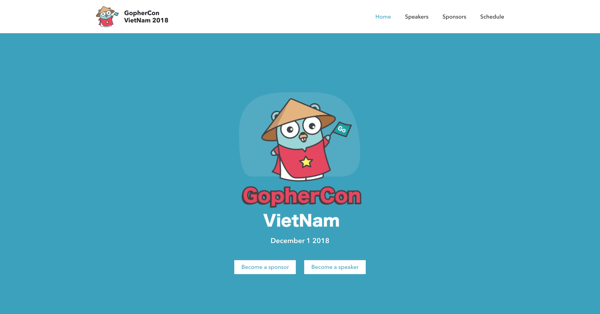 GopherCon
VietNam 2018
Home
Speakers
Sponsors
Schedule
Go
GopherCon
VietNam
December 1 2018
Become a sponsor
Become a speaker